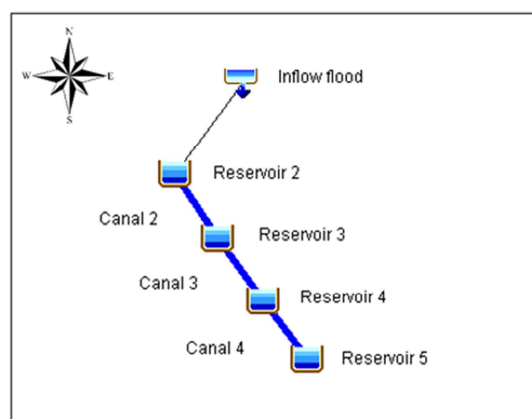 N
W E
S
Inflow flood
Reservoir 2
Canal 2
Reservoir 3
Canal 3
Reservoir 4
Canal 4
Reservoir 5